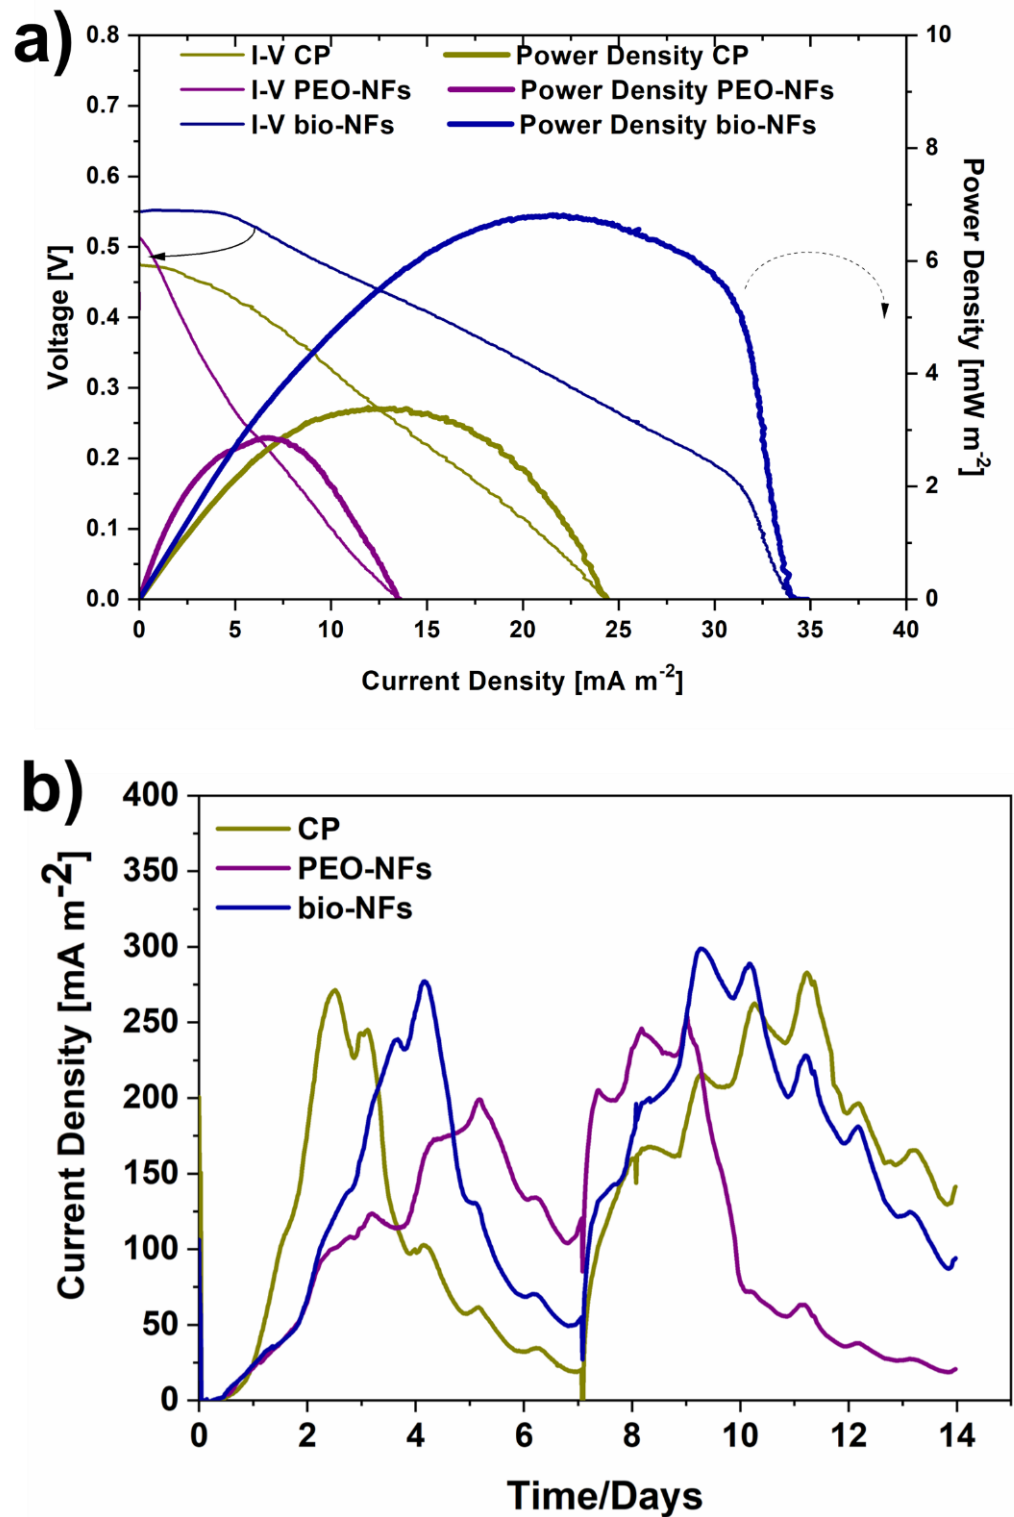 a)
I-V CP Power Density CP
I-V PEO-NFs Power Density PEO-NFs
I-V bio-NFs Power Density bio-NFs
0.8
0.7
0.6
0.5
0.4
0.3
0.2
0.1
0.0
Voltage [V]
10
8
6
4
2
0
Power Density [mW m-2]
0 5 10 15 20 25 30 35 40
Current Density [mA m-2]
b)
CP
PEO-NFs
bio-NFs
400
350
300
250
200
150
100
50
0
Current Density [mA m-2]
0 2 4 6 8 10 12 14
Time/Days